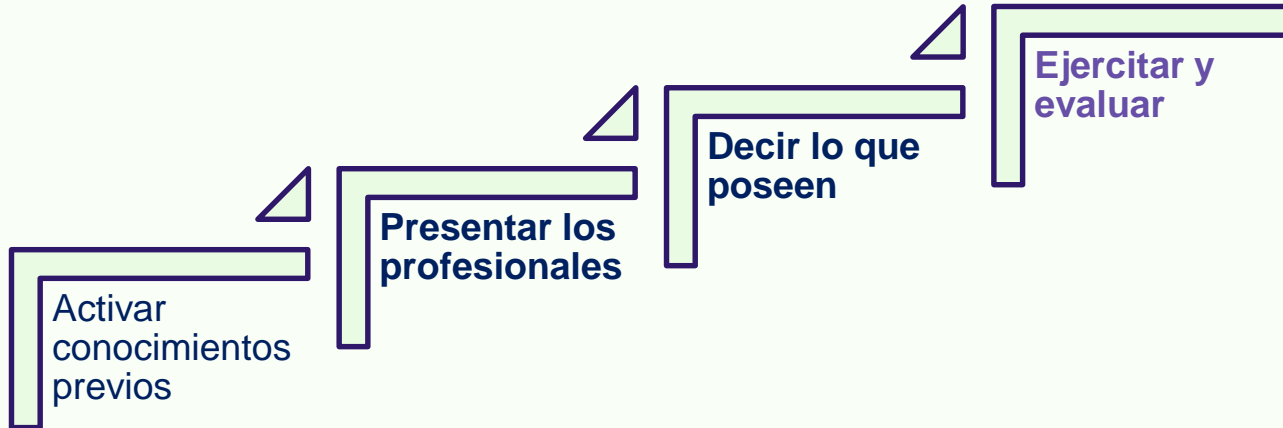 Activar
conocimientos
previos
Presentar los
profesionales
Decir lo que
poseen
Ejercitar y
evaluar